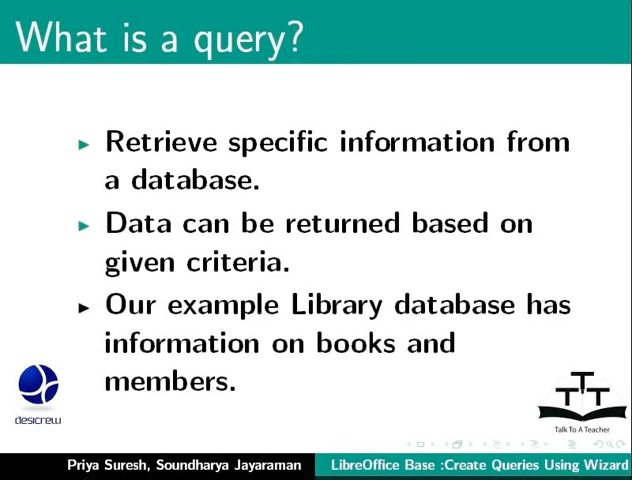 What is a query?
Retrieve specific information from
a database.
Data can be returned based on
given criteria.
Our example Library database has
information on books and
members.
desicrew
TTT
Talk To A Teacher
Priya Suresh, Soundharya Jayaraman
LibreOffice Base :Create Queries Using Wizard